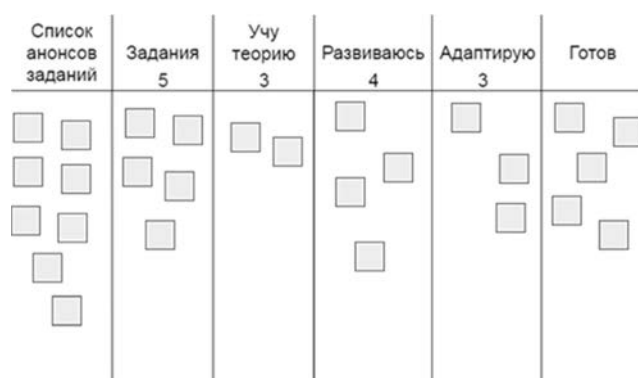 Список
анонсов
заданий
Задания
5
Учу
теорию
3
Развиваюсь
4
Адаптирую
3
Готов